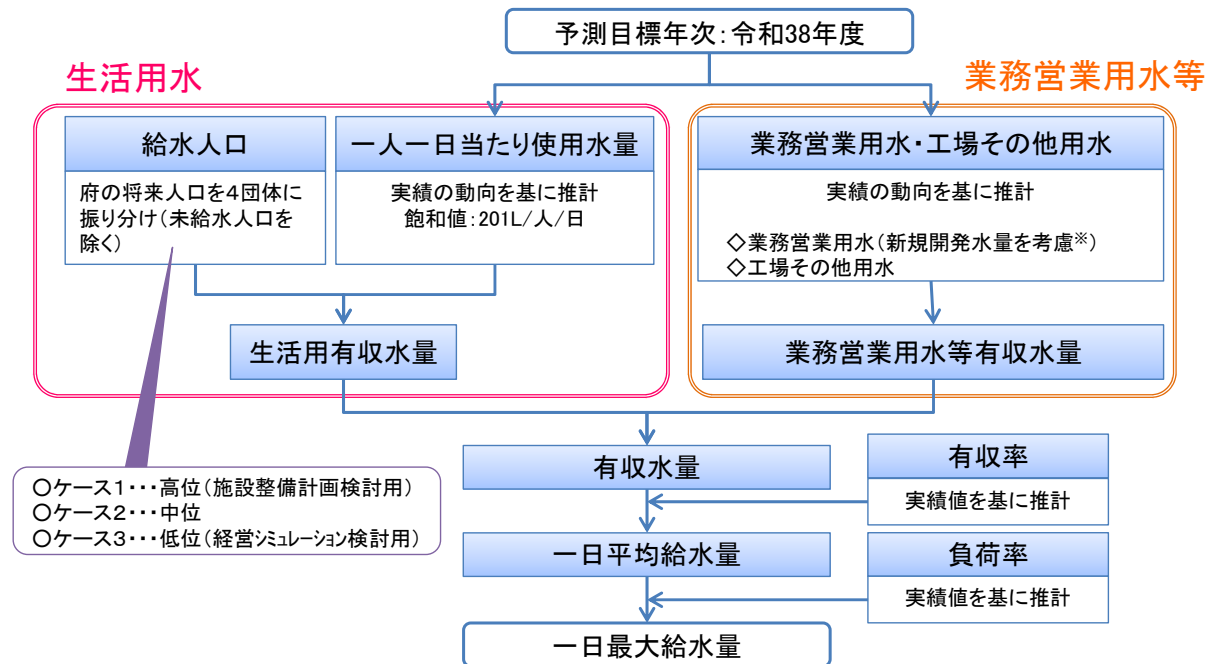 予測目標年次：令和38年度
生活用水
業務営業用水等
給水人口
府の将来人口を４団体に
振り分け（未給水人口を
除く）
一人一日当たり使用水量
実績の動向を基に推計
飽和値：201L/人/日
業務営業用水・工場その他用水
実績の動向を基に推計
◇業務営業用水（新規開発水量を考慮※）
◇工場その他用水
生活用有収水量
業務営業用水等有収水量
○ケース１・・・高位（施設整備計画検討用）
○ケース２・・・中位
○ケース３・・・低位（経営ｼﾐｭﾚｰｼｮﾝ検討用）
有収水量
有収率
実績値を基に推計
一日平均給水量
負荷率
実績値を基に推計
一日最大給水量